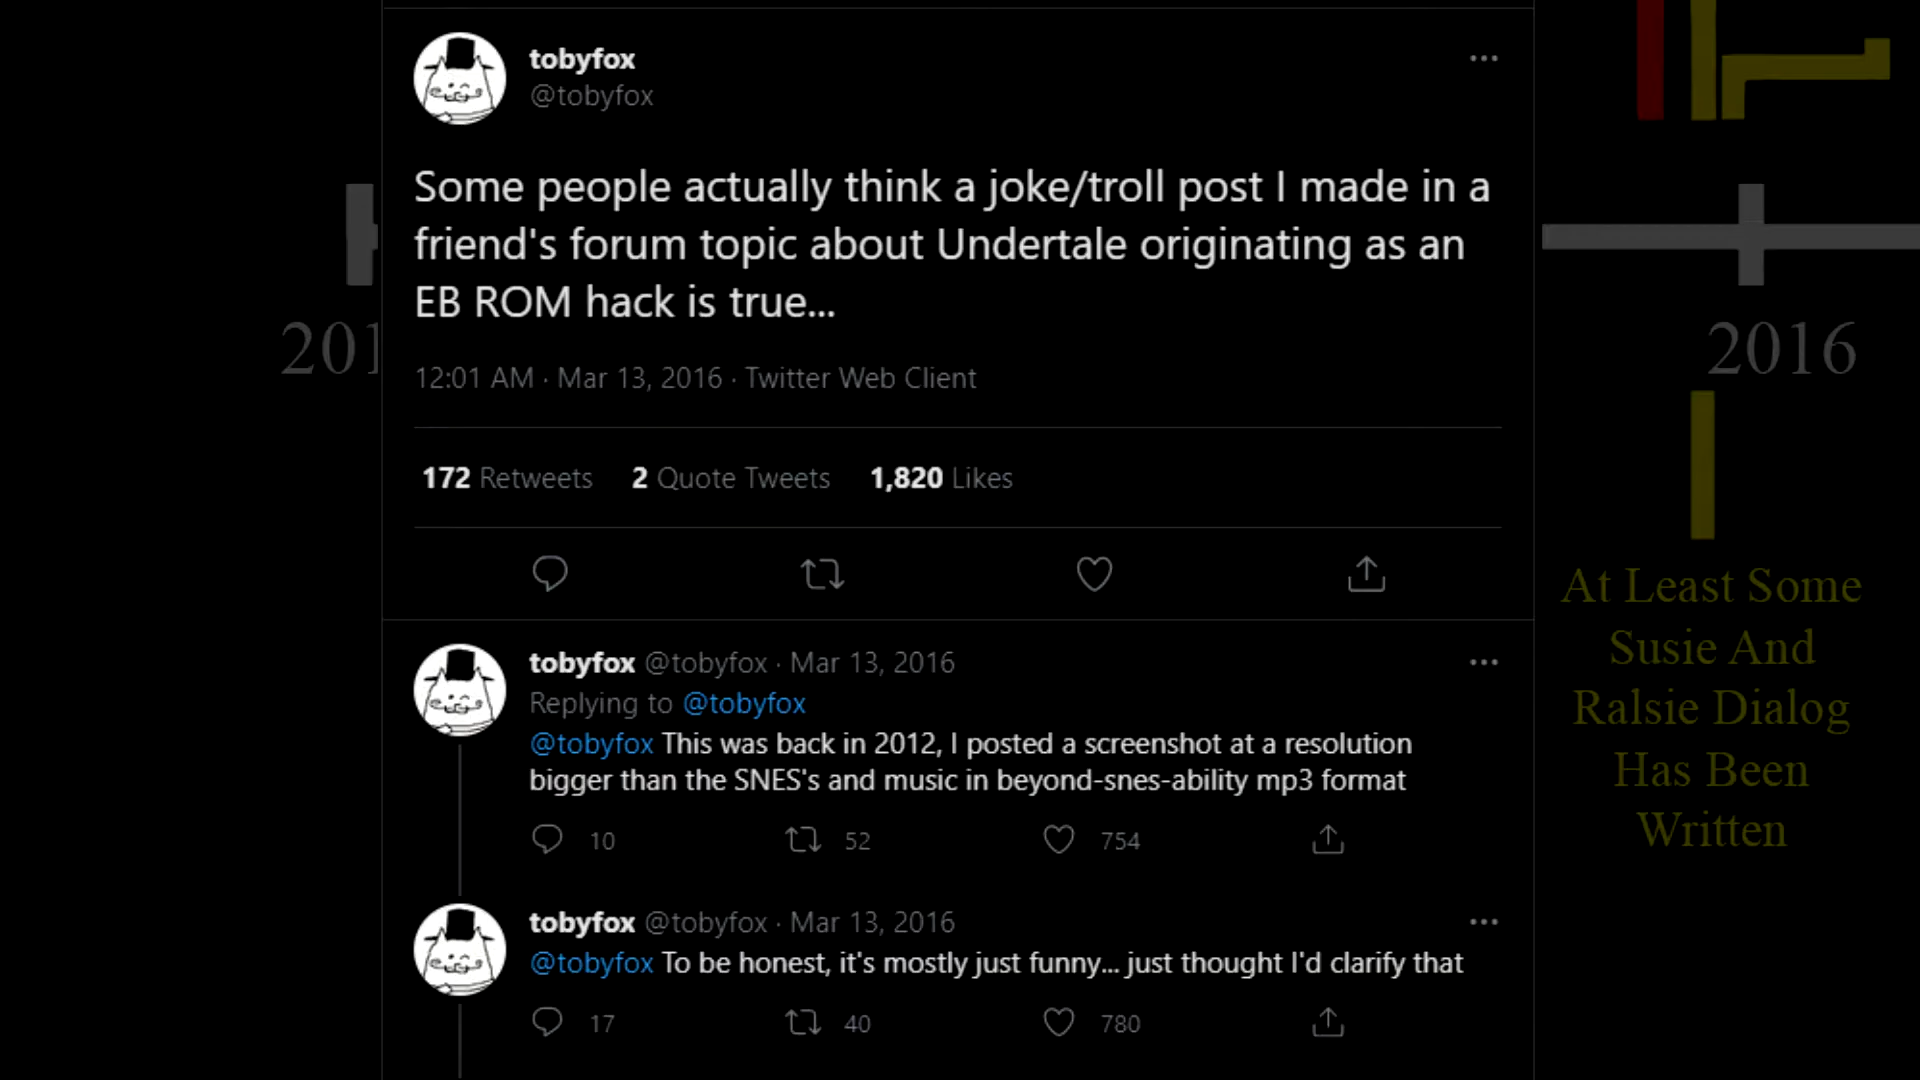 tobyfox
@tobyfox
Some people actually think a joke/troll post I made in a
friend's forum topic about Undertale originating as an
EB ROM hack is true...
12:01 AM · Mar 13, 2016 · Twitter Web Client
172 Retweets 2 Quote Tweets 1,820 Likes
tobyfox @tobyfox · Mar 13, 2016
Replying to @tobyfox
@tobyfox This was back in 2012, I posted a screenshot at a resolution
bigger than the SNES's and music in beyond-snes-ability mp3 format
10 52 754
tobyfox @tobyfox · Mar 13, 2016
@tobyfox To be honest, it's mostly just funny... just thought I'd clarify that
17 40 780
201
2016
At Least Some
Susie And
Ralsie Dialog
Has Been
Written